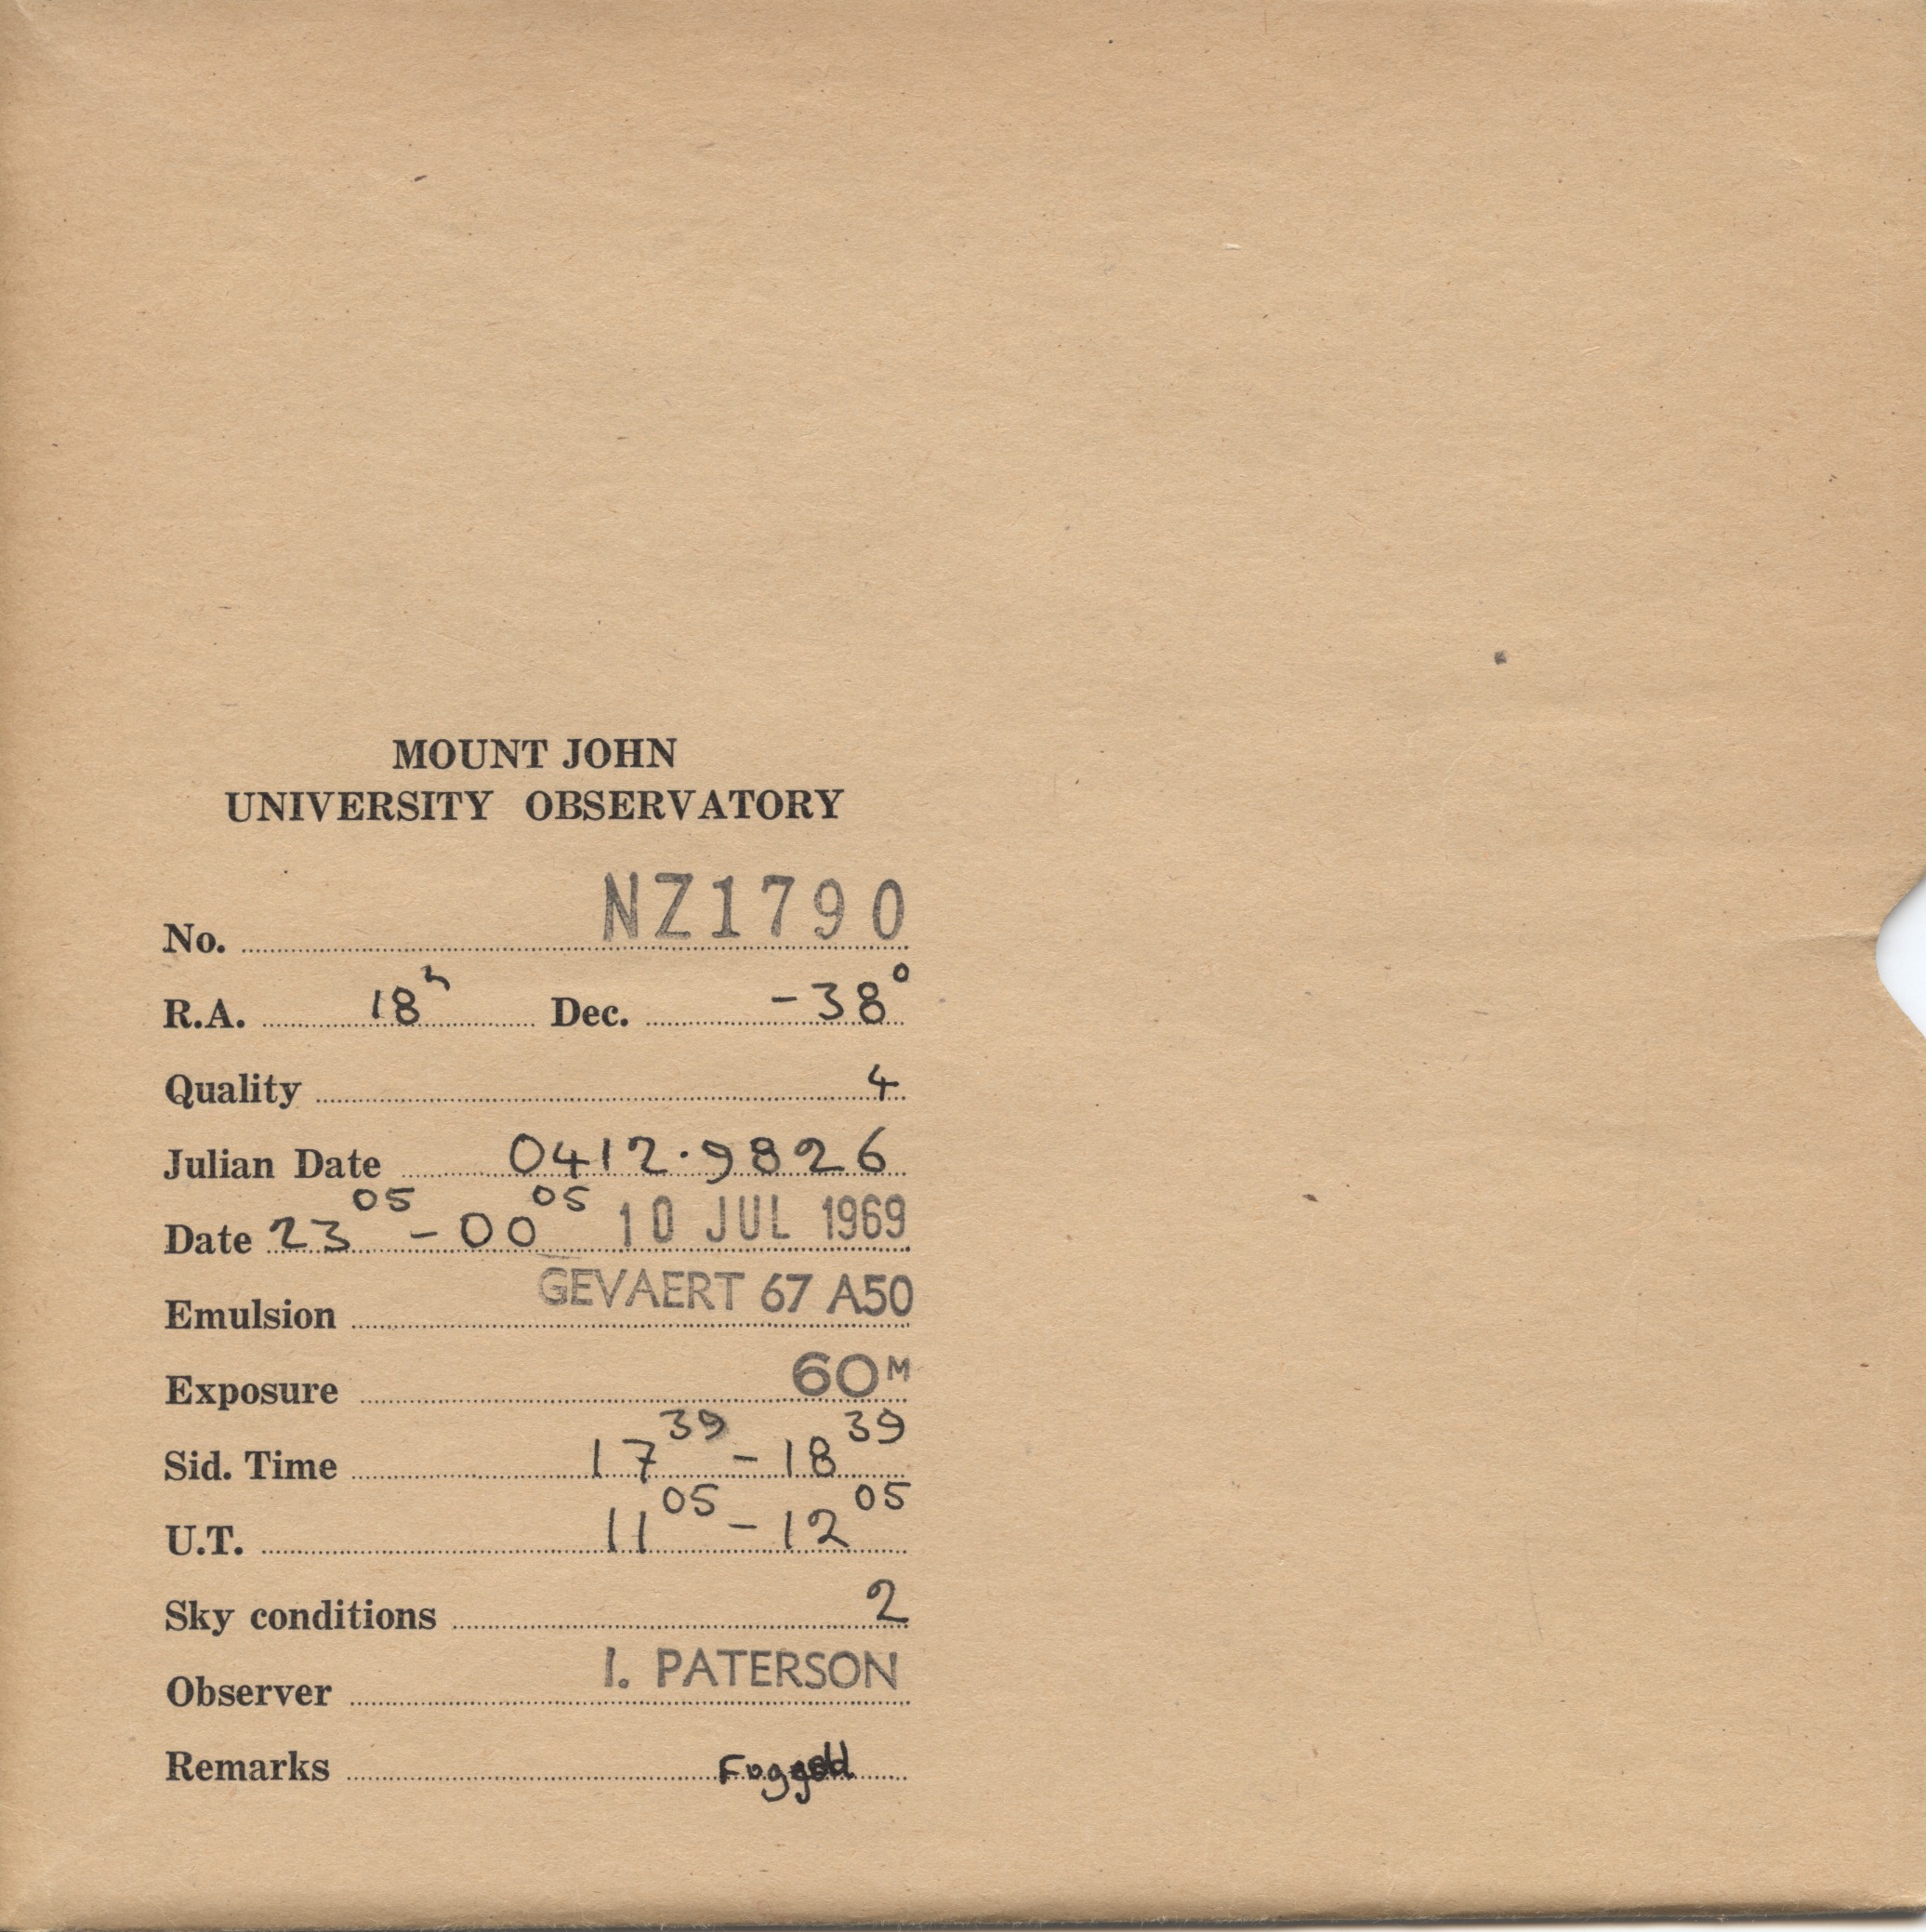 MOUNT JOHN
UNIVERSITY OBSERVATORY
No. NZ1790
R.A. 18h Dec. -38°
Quality 4
Julian Date 0412.9826
Date 23 05 - 00 05 10 JUL 1969
Emulsion GEVAERT 67 A50
Exposure 60M
Sid. Time 17 39 - 18 39
U.T. 11 05 - 12 05
Sky conditions 2
Observer I. PATERSON
Remarks Fogged